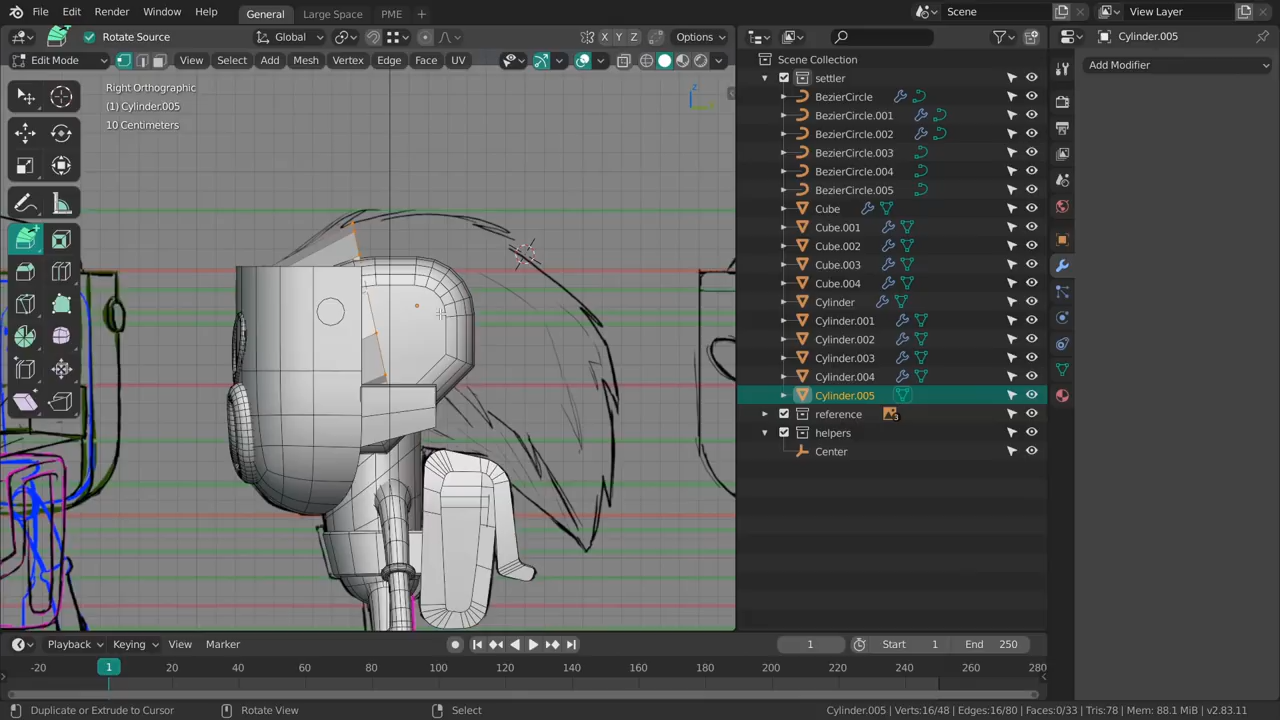 File Edit Render Window Help General Large Space PME + Scene View Layer
Rotate Source Global X Y Z Options Cylinder.005
Edit Mode View Select Add Mesh Vertex Edge Face UV Scene Collection Add Modifier
Right Orthographic
(1) Cylinder.005
10 Centimeters
z
settler
BezierCircle
BezierCircle.001
BezierCircle.002
BezierCircle.003
BezierCircle.004
BezierCircle.005
Cube
Cube.001
Cube.002
Cube.003
Cube.004
Cylinder
Cylinder.001
Cylinder.002
Cylinder.003
Cylinder.004
Cylinder.005
reference 3
helpers
Center
Playback Keying View Marker 1 Start 1 End 250
-20 1 20 40 60 80 100 120 140 160 180 200 220 240 260 280
Duplicate or Extrude to Cursor Rotate View Select Cylinder.005 | Verts:16/48 | Edges:16/80 | Faces:0/33 | Tris:78 | Mem: 88.1 MiB | v2.83.11